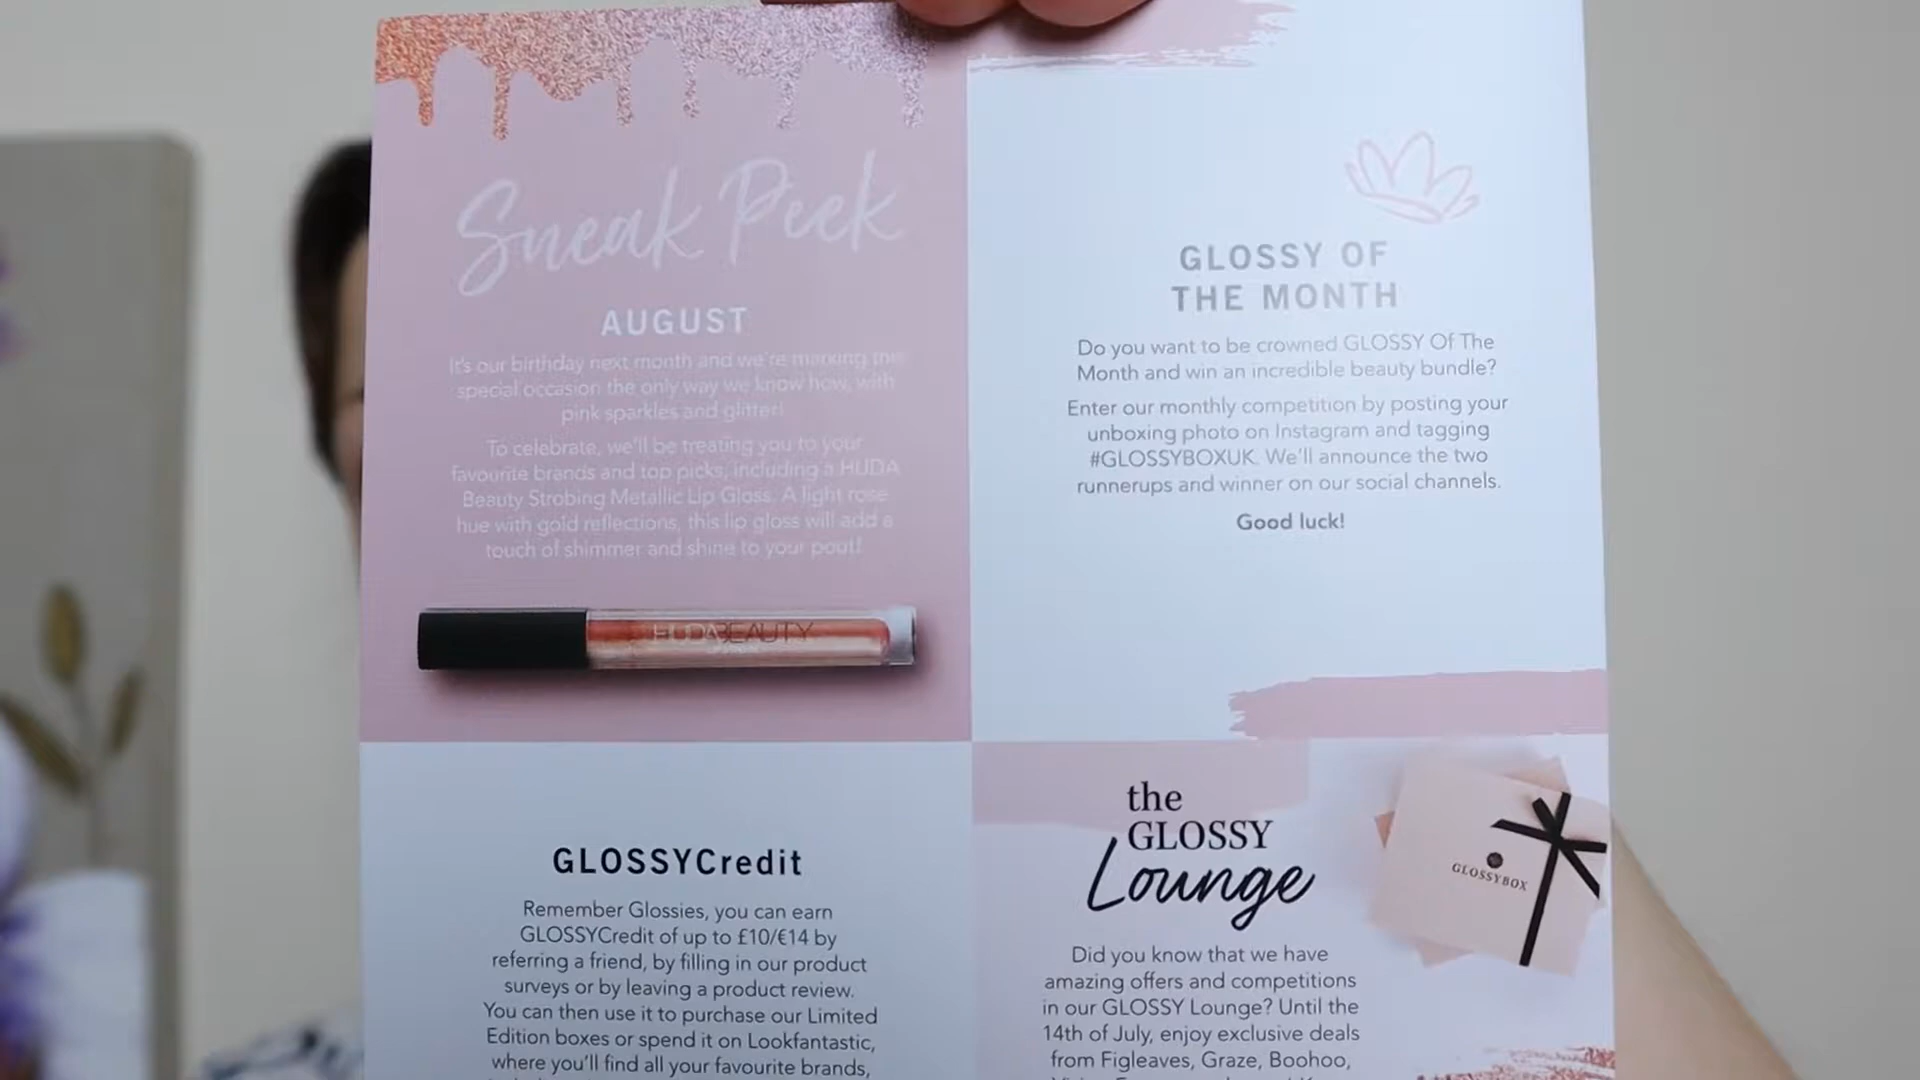 Sneak Peek
AUGUST
It's our birthday next month and we're marking this
special occasion the only way we know how, with
pink sparkles and glitter!
To celebrate, we'll be treating you to your
favourite brands and top picks, including a HUDA
Beauty Strobing Metallic Lip Gloss. A light rose
hue with gold reflections, this lip gloss will add a
touch of shimmer and shine to your pout!
HUDABEAUTY
GLOSSY OF
THE MONTH
Do you want to be crowned GLOSSY Of The
Month and win an incredible beauty bundle?
Enter our monthly competition by posting your
unboxing photo on Instagram and tagging
#GLOSSYBOXUK. We'll announce the two
runnerups and winner on our social channels.
Good luck!
GLOSSYCredit
Remember Glossies, you can earn
GLOSSYCredit of up to £10/€14 by
referring a friend, by filling in our product
surveys or by leaving a product review.
You can then use it to purchase our Limited
Edition boxes or spend it on Lookfantastic,
where you'll find all your favourite brands,
the
GLOSSY
Lounge
GLOSSYBOX
Did you know that we have
amazing offers and competitions
in our GLOSSY Lounge? Until the
14th of July, enjoy exclusive deals
from Figleaves, Graze, Boohoo,